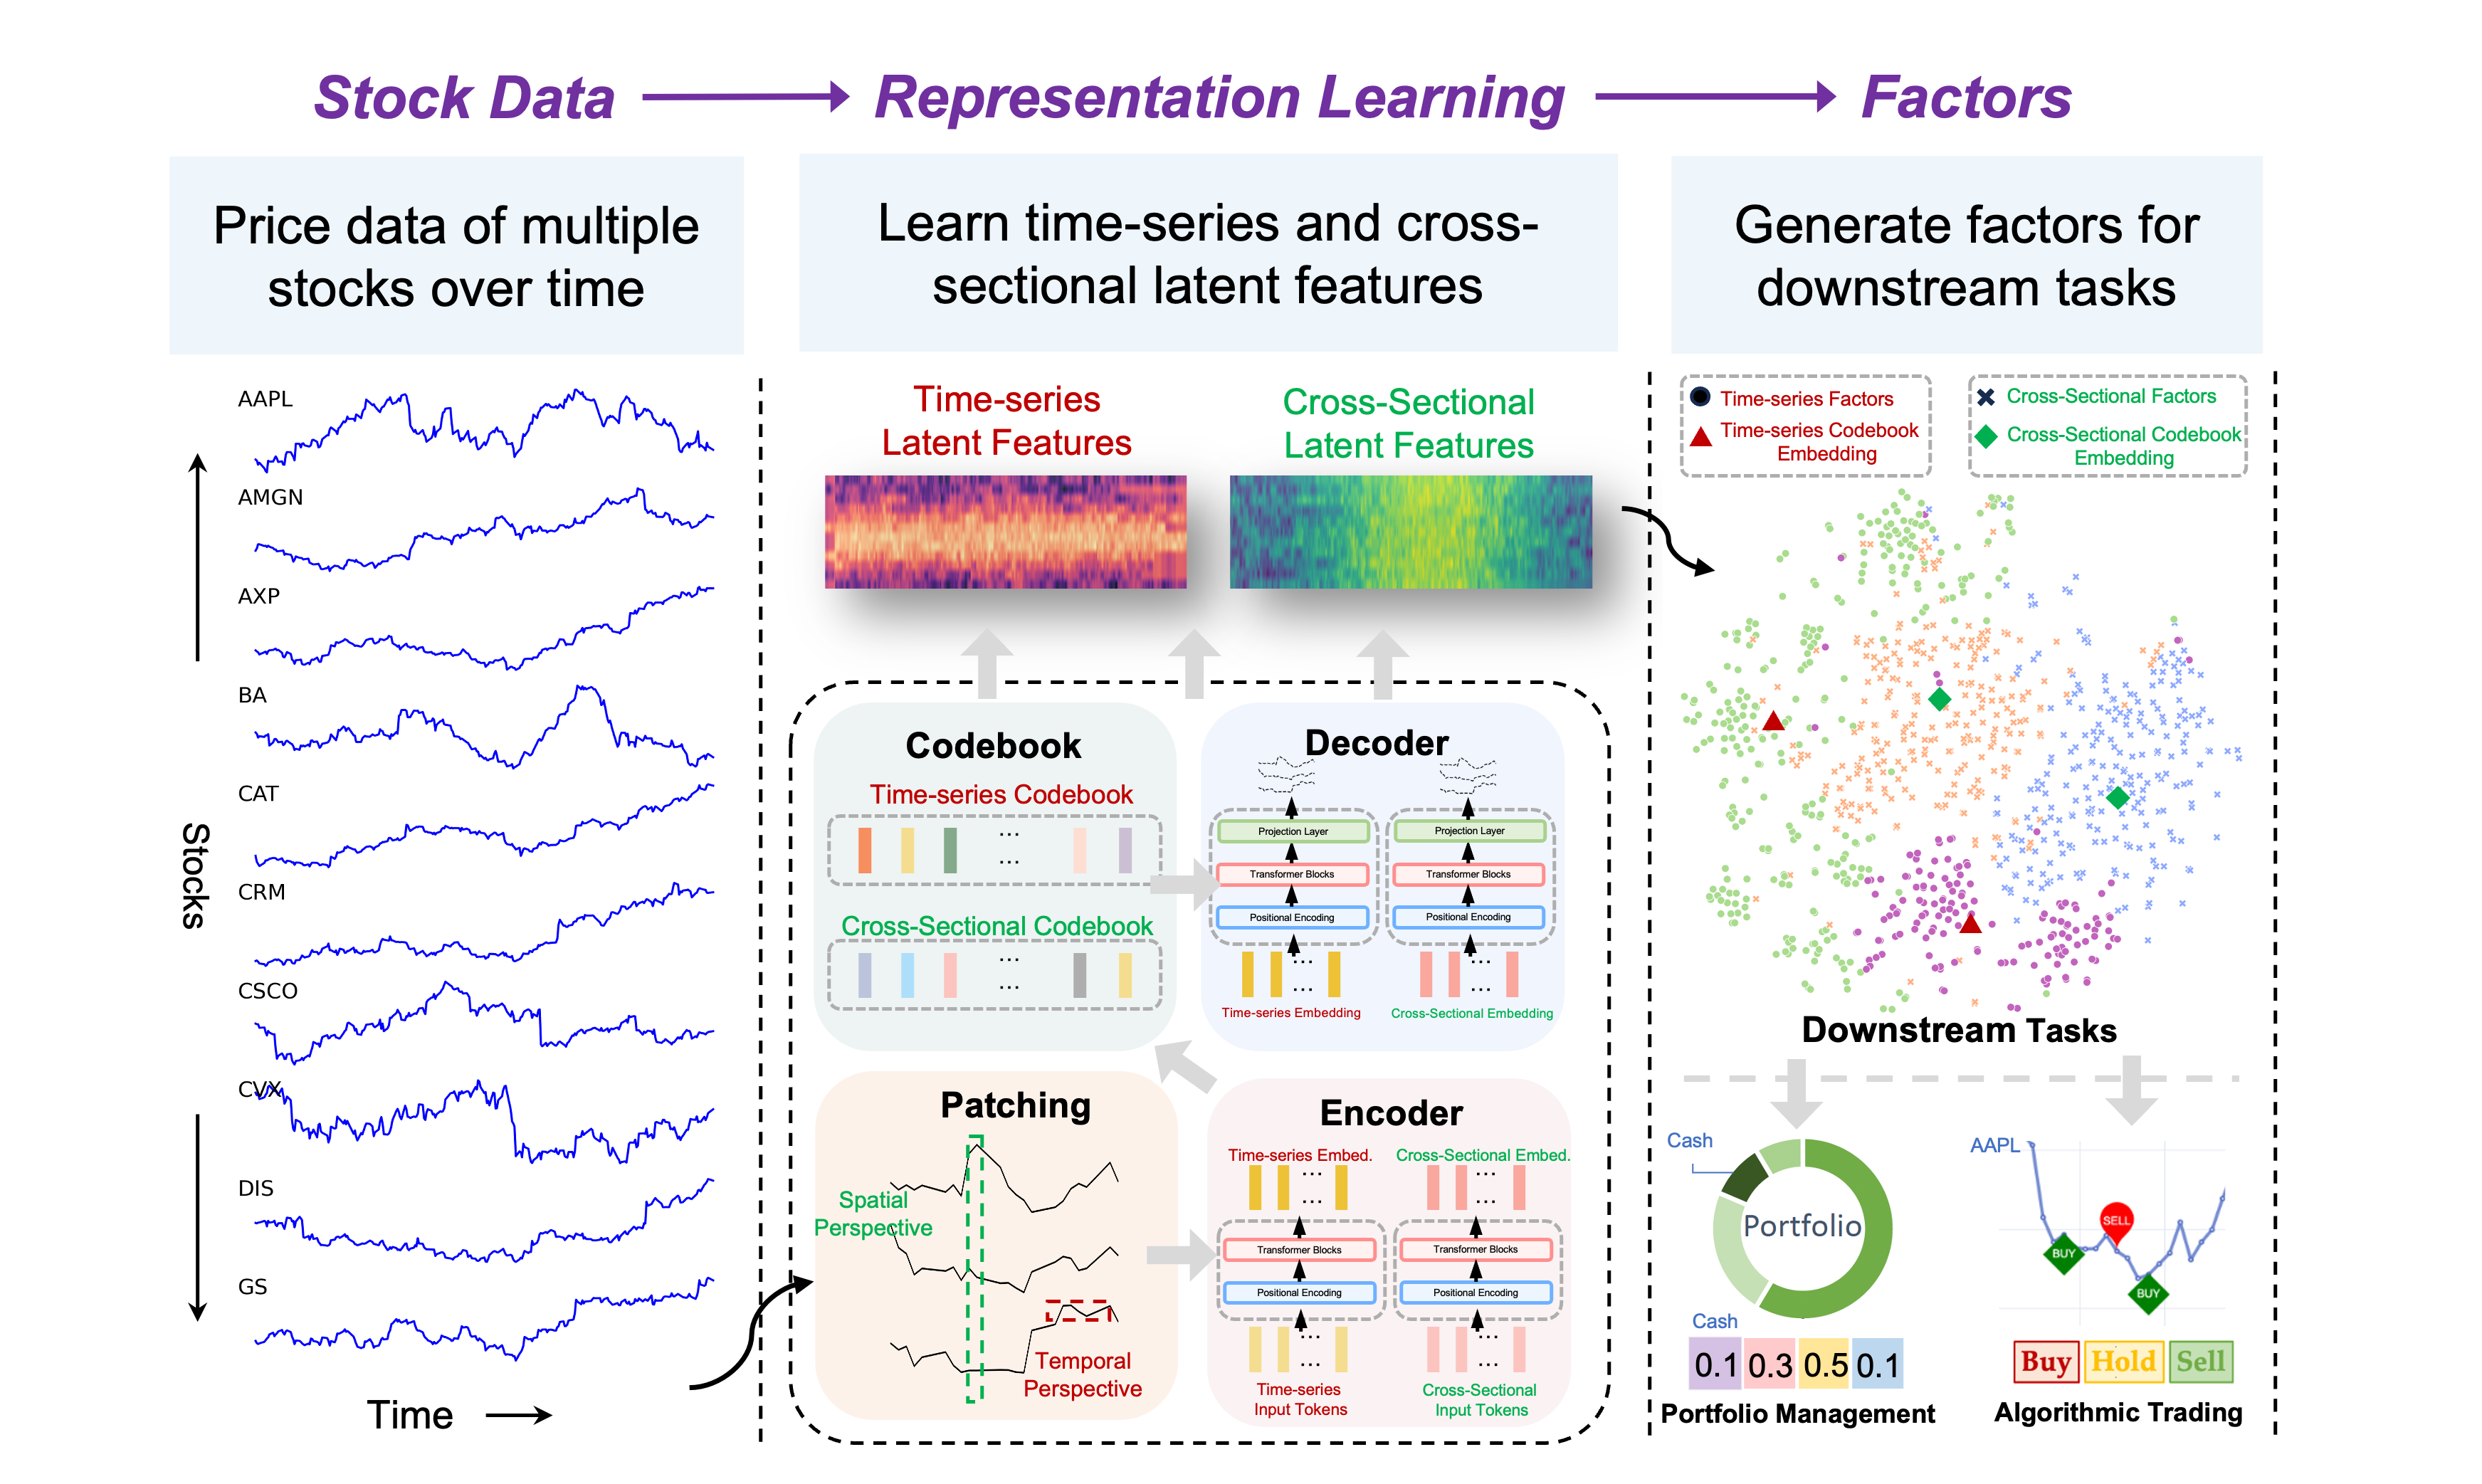 Stock Data
Representation Learning
Factors
Price data of multiple
stocks over time
Learn time-series and cross-
sectional latent features
Generate factors for
downstream tasks
AAPL
AMGN
AXP
BA
CAT
CRM
CSCO
CVX
DIS
GS
Stocks
Time
Time-series
Latent Features
Cross-Sectional
Latent Features
Codebook
Time-series Codebook
...
...
Cross-Sectional Codebook
...
...
Decoder
Projection Layer
Transformer Blocks
Positional Encoding
...
...
Time-series Embedding
Projection Layer
Transformer Blocks
Positional Encoding
...
...
Cross-Sectional Embedding
Patching
Spatial
Perspective
Temporal
Perspective
Encoder
Time-series Embed.
...
...
Transformer Blocks
Positional Encoding
...
...
Time-series
Input Tokens
Cross-Sectional Embed.
...
...
Transformer Blocks
Positional Encoding
...
...
Cross-Sectional
Input Tokens
Time-series Factors
Time-series Codebook
Embedding
Cross-Sectional Factors
Cross-Sectional Codebook
Embedding
Downstream Tasks
Cash
Portfolio
Cash
0.1 0.3 0.5 0.1
Portfolio Management
AAPL
SELL
BUY
BUY
Buy Hold Sell
Algorithmic Trading